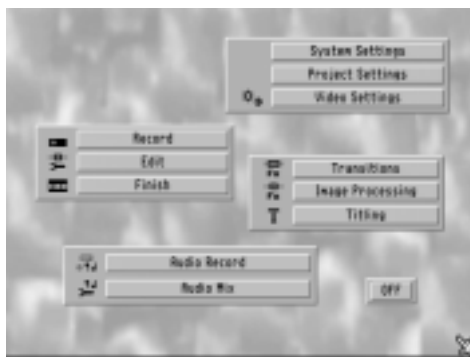 System Settings
Project Settings
Video Settings
Record
Edit
Finish
Transitions
Image Processing
Titling
Audio Record
Audio Mix
OFF